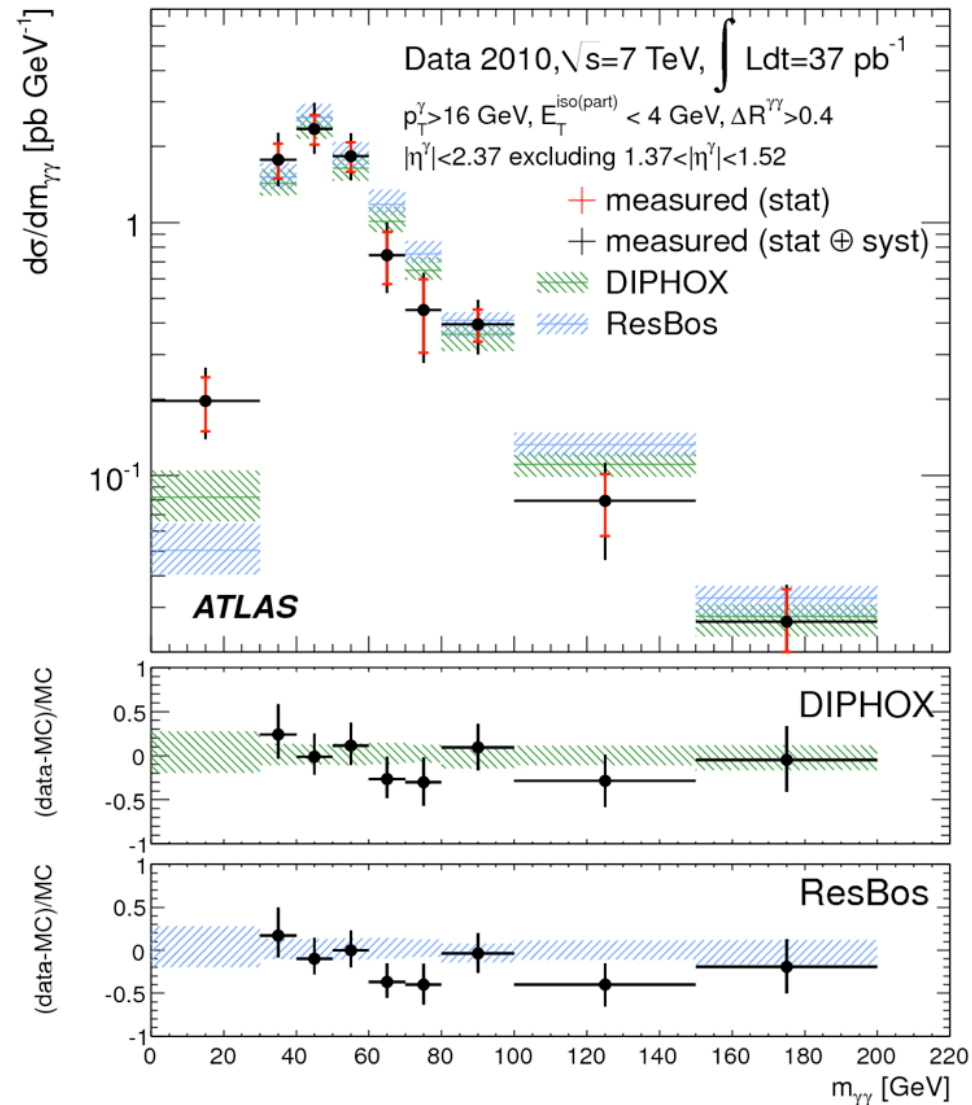 dσ/dm_γγ [pb GeV⁻¹]
Data 2010, √s=7 TeV, ∫ Ldt=37 pb⁻¹
p_T^γ>16 GeV, E_T^iso(part) < 4 GeV, ΔR^γγ>0.4
|η^γ|<2.37 excluding 1.37<|η^γ|<1.52
measured (stat)
measured (stat ⊕ syst)
DIPHOX
ResBos
1
10⁻¹
ATLAS
(data-MC)/MC
1
0.5
0
-0.5
-1
DIPHOX
(data-MC)/MC
1
0.5
0
-0.5
-1
ResBos
0 20 40 60 80 100 120 140 160 180 200 220
m_γγ [GeV]